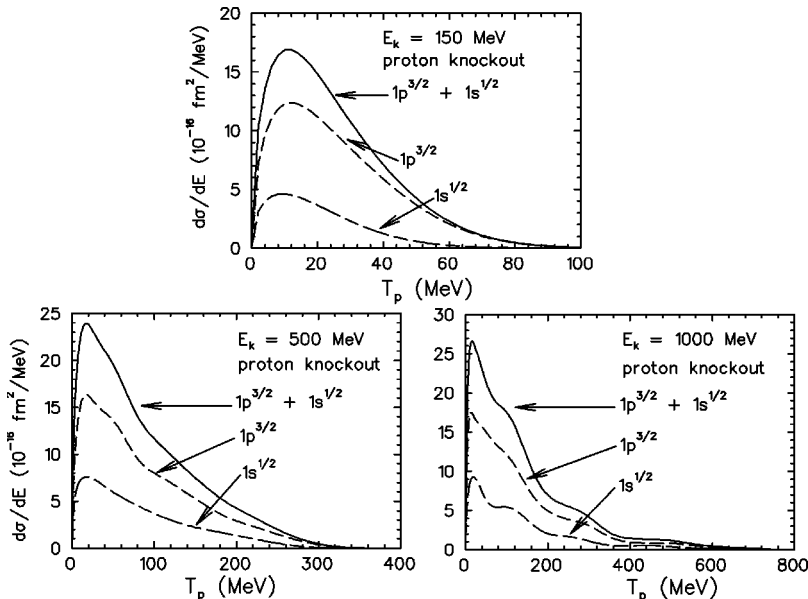 20
15
10
5
0
dσ/dE (10⁻¹⁶ fm²/MeV)
E_k = 150 MeV
proton knockout
1p^3/2 + 1s^1/2
1p^3/2
1s^1/2
0 20 40 60 80 100
T_p (MeV)
25
20
15
10
5
0
dσ/dE (10⁻¹⁶ fm²/MeV)
E_k = 500 MeV
proton knockout
1p^3/2 + 1s^1/2
1p^3/2
1s^1/2
0 100 200 300 400
T_p (MeV)
30
25
20
15
10
5
0
E_k = 1000 MeV
proton knockout
1p^3/2 + 1s^1/2
1p^3/2
1s^1/2
0 200 400 600 800
T_p (MeV)